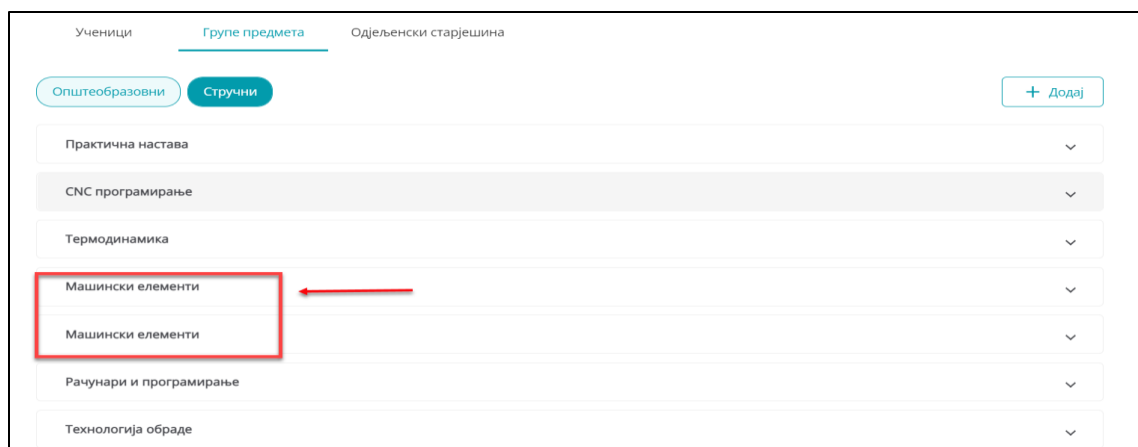 Ученици Групе предмета Одјељенски старјешина
Општеобразовни Стручни + Додај
Практична настава
CNC програмирање
Термодинамика
Машински елементи
Машински елементи
Рачунари и програмирање
Технологија обраде